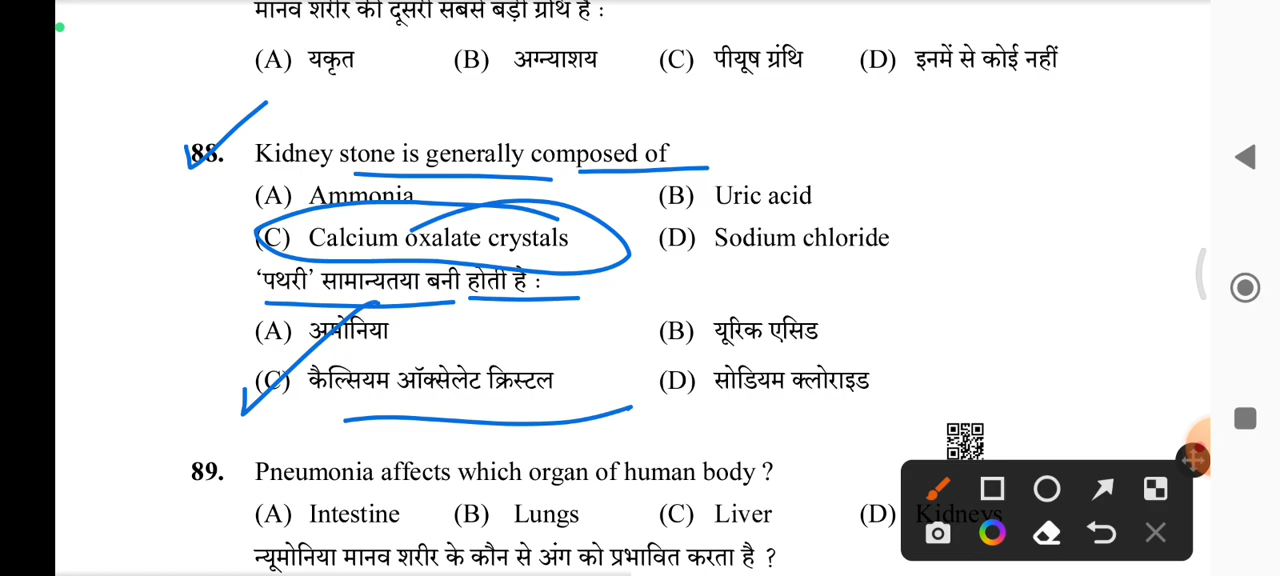 मानव शरीर की दूसरी सबसे बड़ी ग्रंथि है :
(A) यकृत (B) अग्न्याशय (C) पीयूष ग्रंथि (D) इनमें से कोई नहीं
88. Kidney stone is generally composed of
(A) Ammonia (B) Uric acid
(C) Calcium oxalate crystals (D) Sodium chloride
‘पथरी’ सामान्यतया बनी होती है :
(A) अमोनिया (B) यूरिक एसिड
(C) कैल्सियम ऑक्सेलेट क्रिस्टल (D) सोडियम क्लोराइड
89. Pneumonia affects which organ of human body ?
(A) Intestine (B) Lungs (C) Liver (D) Kidneys
न्यूमोनिया मानव शरीर के कौन से अंग को प्रभावित करता है ?